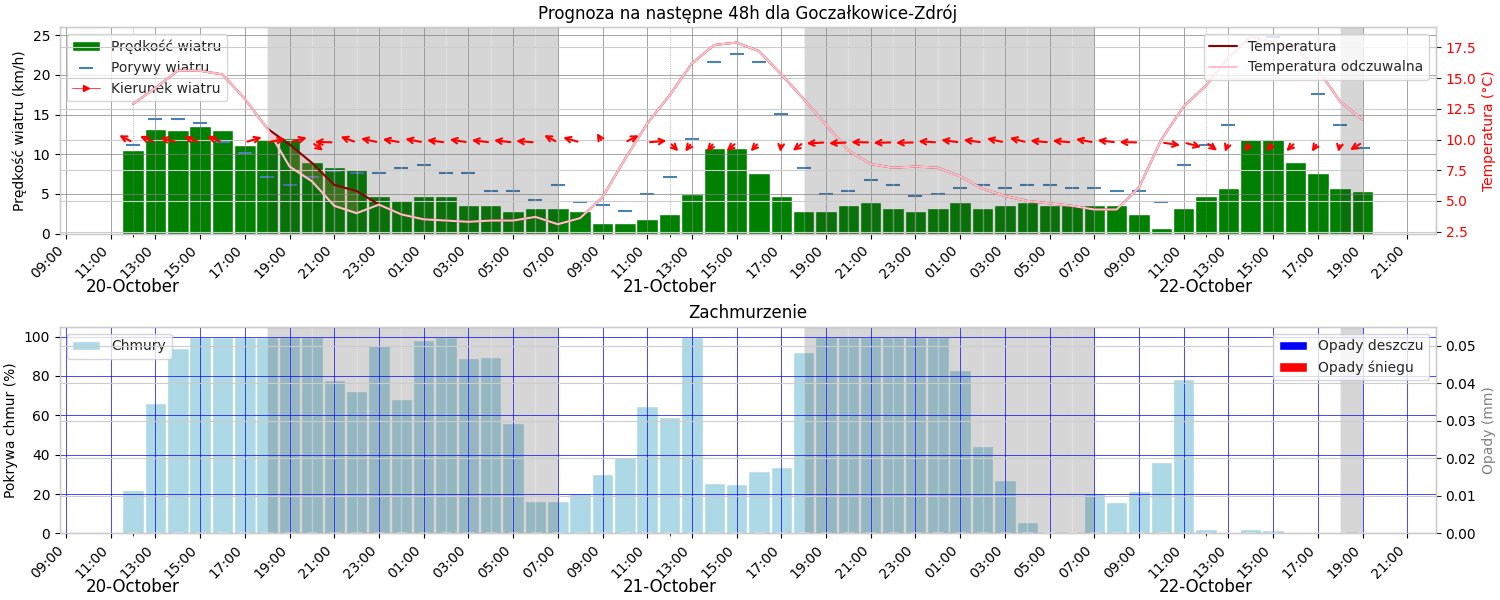 Prognoza na następne 48h dla Goczałkowice-Zdrój
Prędkość wiatru (km/h)
25
20
15
10
5
0
Prędkość wiatru
Porywy wiatru
Kierunek wiatru
Temperatura
Temperatura odczuwalna
17.5
15.0
12.5
10.0
7.5
5.0
2.5
Temperatura (°C)
09:00 11:00 13:00 15:00 17:00 19:00 21:00 23:00 01:00 03:00 05:00 07:00 09:00 11:00 13:00 15:00 17:00 19:00 21:00 23:00 01:00 03:00 05:00 07:00 09:00 11:00 13:00 15:00 17:00 19:00 21:00
20-October 21-October 22-October
Zachmurzenie
Pokrywa chmur (%)
100
80
60
40
20
0
Chmury
Opady deszczu
Opady śniegu
0.05
0.04
0.03
0.02
0.01
0.00
Opady (mm)
09:00 11:00 13:00 15:00 17:00 19:00 21:00 23:00 01:00 03:00 05:00 07:00 09:00 11:00 13:00 15:00 17:00 19:00 21:00 23:00 01:00 03:00 05:00 07:00 09:00 11:00 13:00 15:00 17:00 19:00 21:00
20-October 21-October 22-October